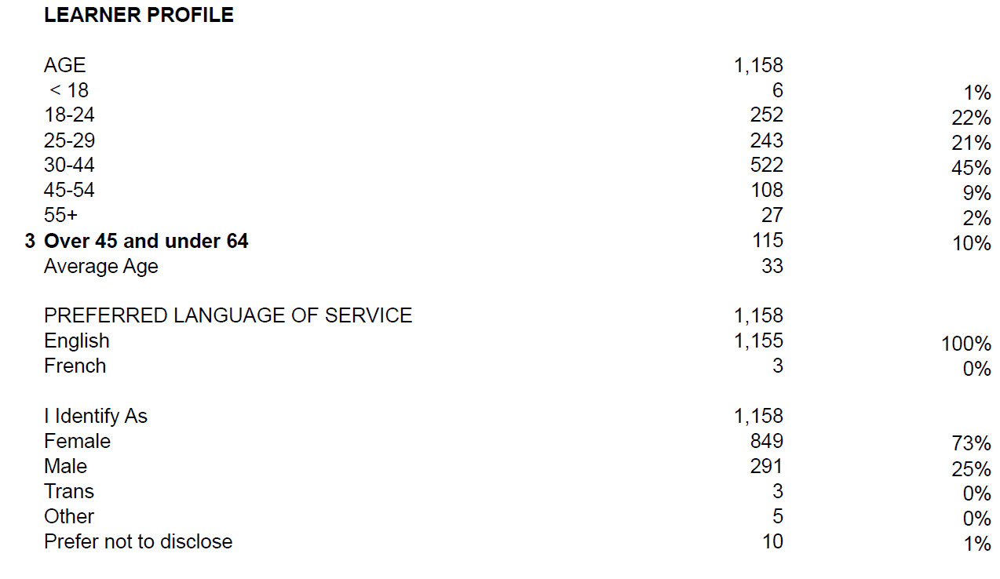 LEARNER PROFILE
AGE 1,158
< 18 6 1%
18-24 252 22%
25-29 243 21%
30-44 522 45%
45-54 108 9%
55+ 27 2%
3 Over 45 and under 64 115 10%
Average Age 33
PREFERRED LANGUAGE OF SERVICE 1,158
English 1,155 100%
French 3 0%
I Identify As 1,158
Female 849 73%
Male 291 25%
Trans 3 0%
Other 5 0%
Prefer not to disclose 10 1%